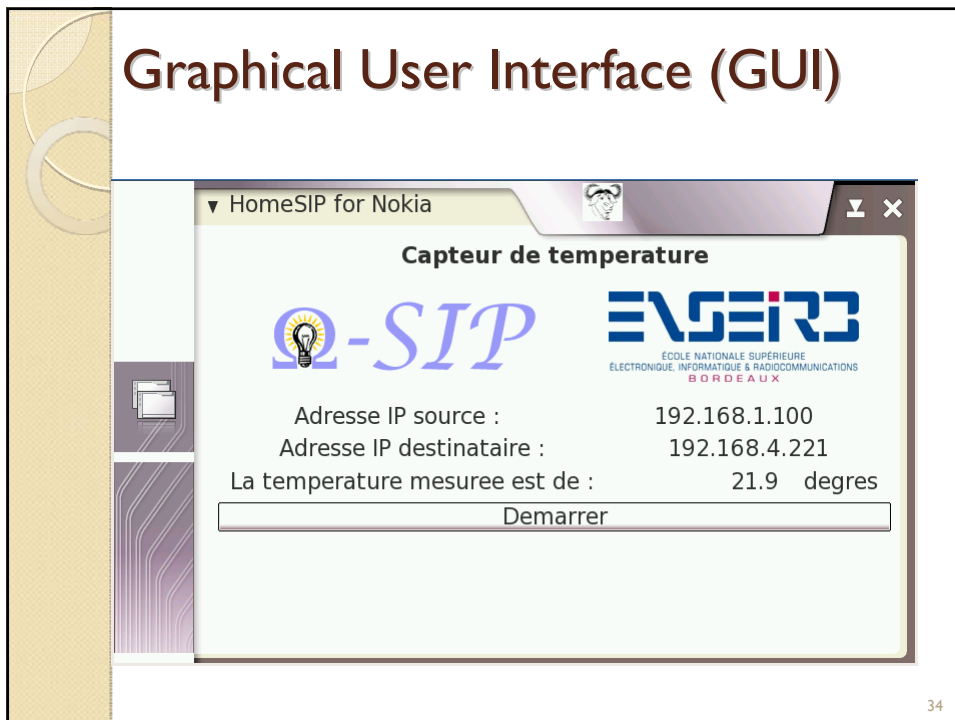 Graphical User Interface (GUI)
▼ HomeSIP for Nokia
Capteur de temperature
Ω-SIP
ENSEIRB
ÉCOLE NATIONALE SUPÉRIEURE
ÉLECTRONIQUE, INFORMATIQUE & RADIOCOMMUNICATIONS
BORDEAUX
Adresse IP source : 192.168.1.100
Adresse IP destinataire : 192.168.4.221
La temperature mesuree est de : 21.9 degres
Demarrer
34